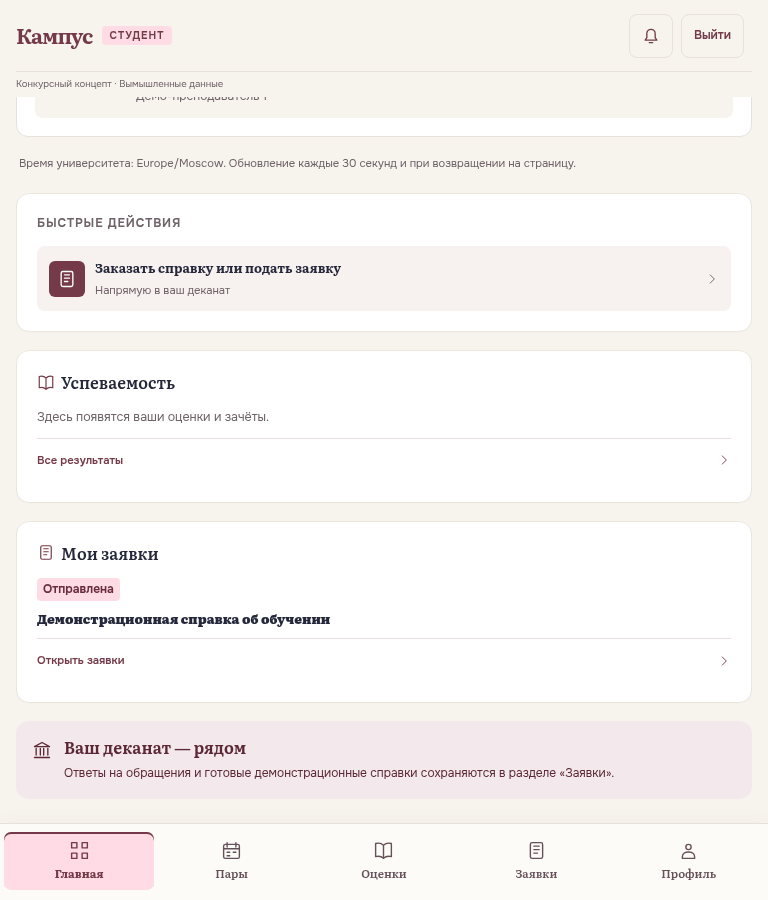 Кампус
СТУДЕНТ
Выйти
Конкурсный концепт · Вымышленные данные
Время университета: Europe/Moscow. Обновление каждые 30 секунд и при возвращении на страницу.
БЫСТРЫЕ ДЕЙСТВИЯ
Заказать справку или подать заявку
Напрямую в ваш деканат
Успеваемость
Здесь появятся ваши оценки и зачёты.
Все результаты
Мои заявки
Отправлена
Демонстрационная справка об обучении
Открыть заявки
Ваш деканат — рядом
Ответы на обращения и готовые демонстрационные справки сохраняются в разделе «Заявки».
Главная
Пары
Оценки
Заявки
Профиль